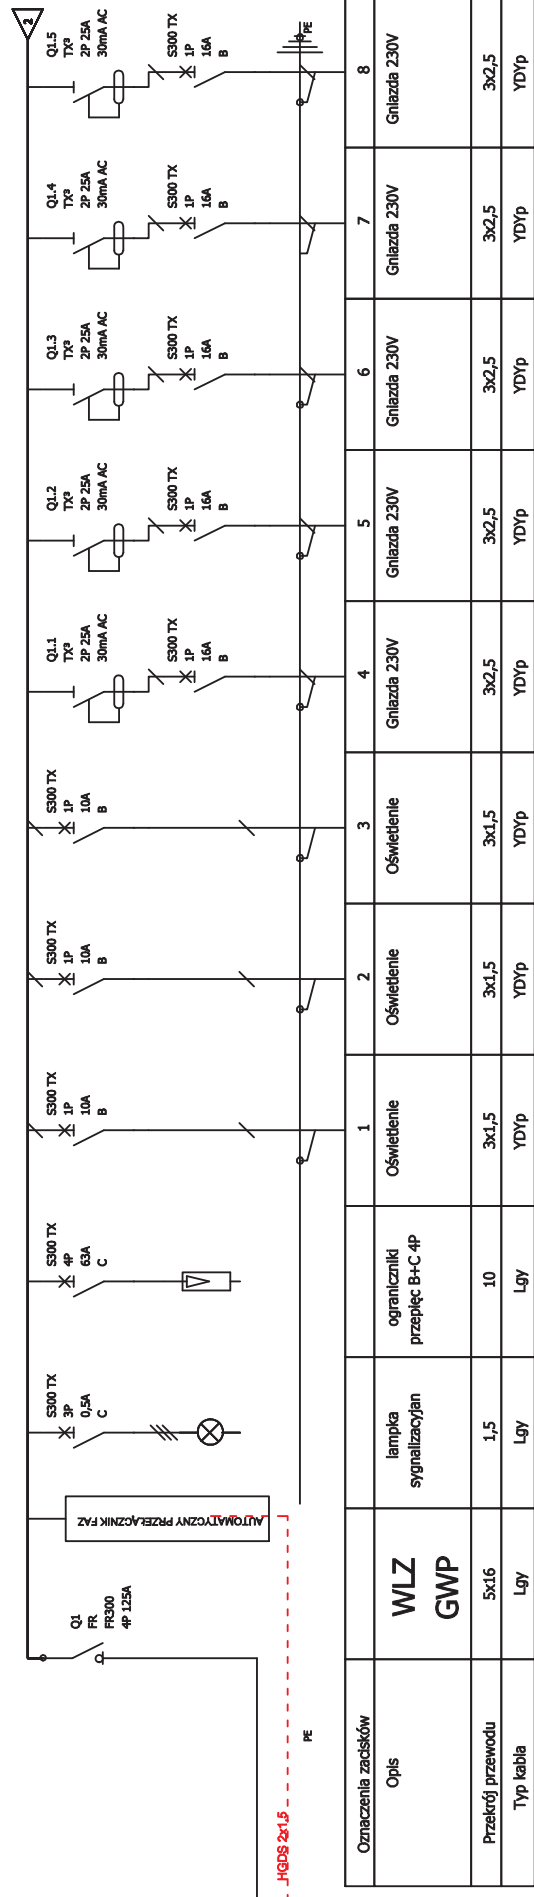 HGDS 2x1,5
PE
Q1
FR
FR300
4P 125A
AUTOMATYCZNY PRZEŁĄCZNIK FAZ
S300 TX
3P
0,5A
C
S300 TX
4P
63A
C
S300 TX
1P
10A
B
S300 TX
1P
10A
B
S300 TX
1P
10A
B
Q1.1
TX³
2P 25A
30mA AC
S300 TX
1P
16A
B
Q1.2
TX³
2P 25A
30mA AC
S300 TX
1P
16A
B
Q1.3
TX³
2P 25A
30mA AC
S300 TX
1P
16A
B
Q1.4
TX³
2P 25A
30mA AC
S300 TX
1P
16A
B
Q1.5
TX³
2P 25A
30mA AC
S300 TX
1P
16A
B
2
PE
Oznaczenia zacisków 1 2 3 4 5 6 7 8
Opis
WLZ
GWP
lampka
sygnalizacyjan
ograniczniki
przepięc B+C 4P
Oświetlenie
Oświetlenie
Oświetlenie
Gniazda 230V
Gniazda 230V
Gniazda 230V
Gniazda 230V
Gniazda 230V
Przekrój przewodu 5x16 1,5 10 3x1,5 3x1,5 3x1,5 3x2,5 3x2,5 3x2,5 3x2,5 3x2,5
Typ kabla Lgy Lgy Lgy YDYp YDYp YDYp YDYp YDYp YDYp YDYp YDYp